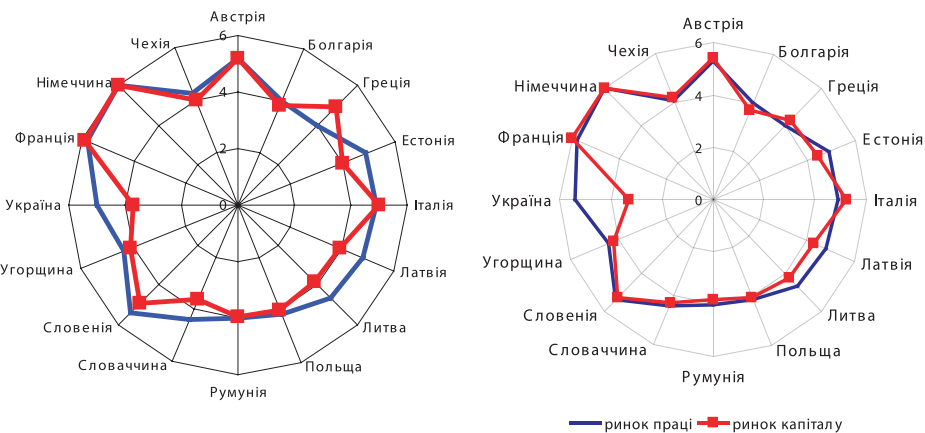 Австрія
Болгарія
Греція
Естонія
Італія
Латвія
Литва
Польща
Румунія
Словаччина
Словенія
Угорщина
Україна
Франція
Німеччина
Чехія
6
4
2
0
Австрія
Болгарія
Греція
Естонія
Італія
Латвія
Литва
Польща
Румунія
Словаччина
Словенія
Угорщина
Україна
Франція
Німеччина
Чехія
6
4
2
0
ринок праці ринок капіталу